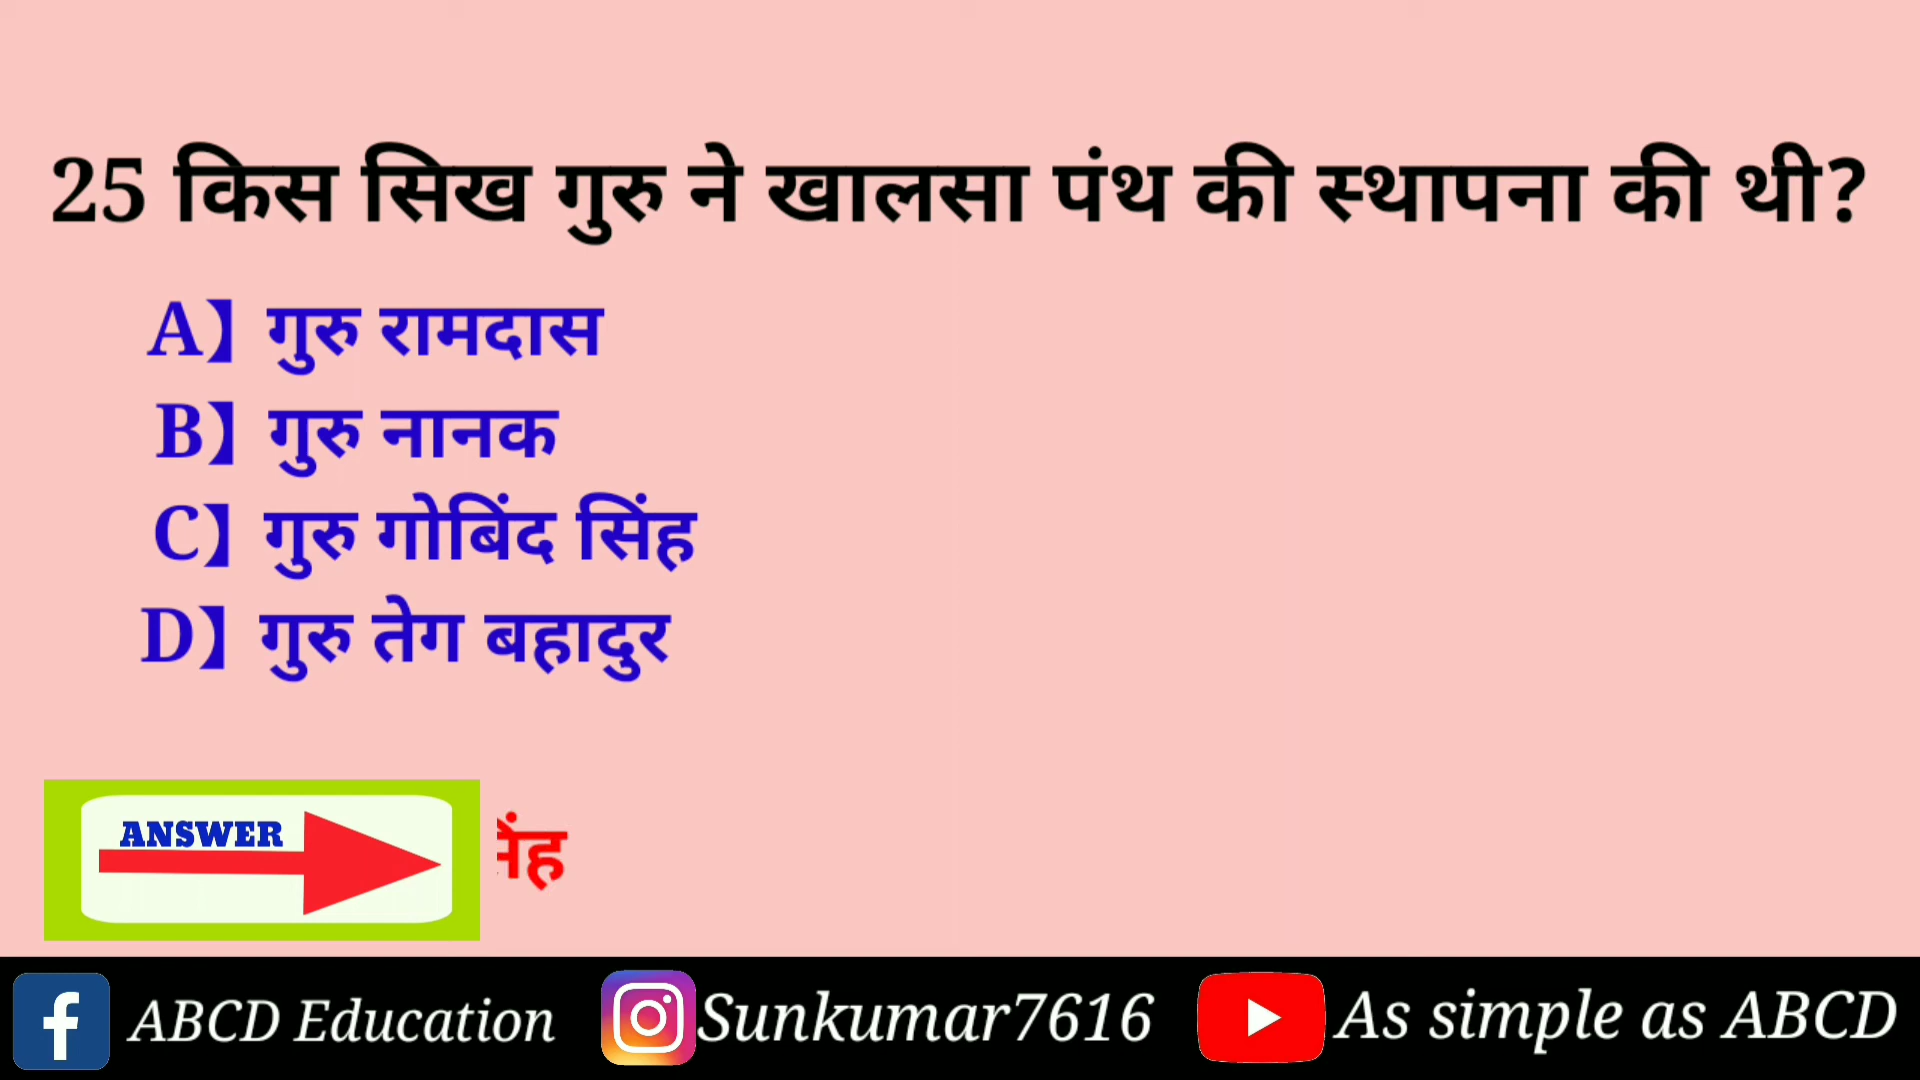 25 किस सिख गुरु ने खालसा पंथ की स्थापना की थी?
A】गुरु रामदास
B】गुरु नानक
C】गुरु गोबिंद सिंह
D】गुरु तेग बहादुर
ANSWER
ABCD Education Sunkumar7616 As simple as ABCD